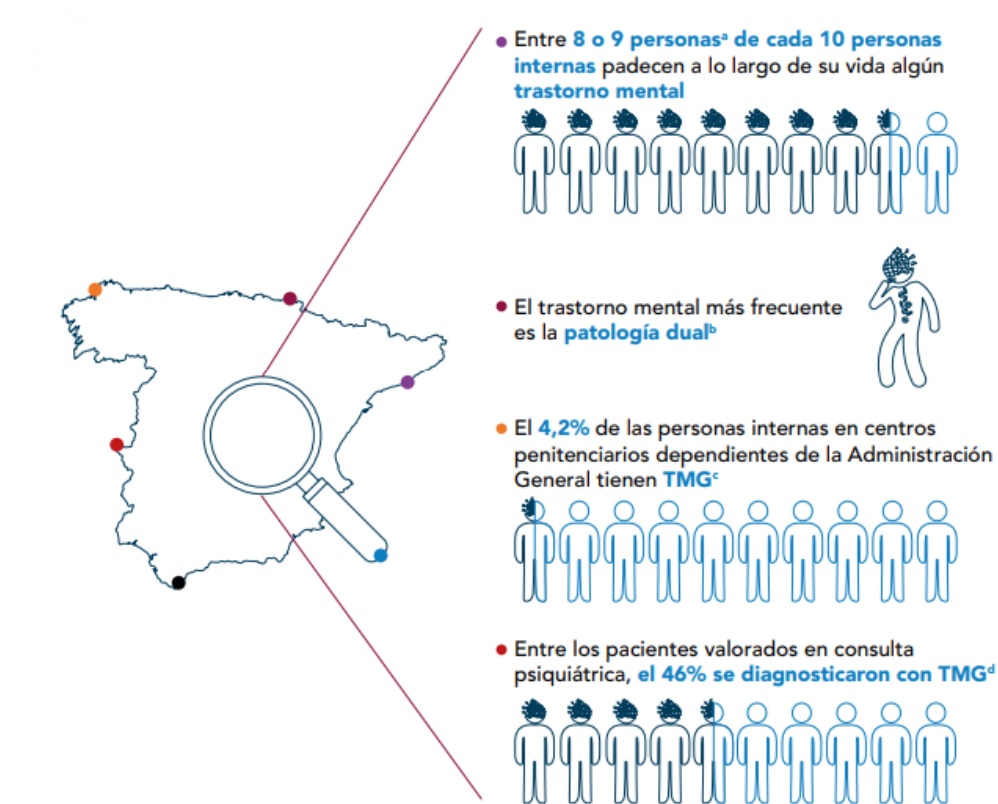 Entre 8 o 9 personasᵃ de cada 10 personas
internas padecen a lo largo de su vida algún
trastorno mental
El trastorno mental más frecuente
es la patología dualᵇ
El 4,2% de las personas internas en centros
penitenciarios dependientes de la Administración
General tienen TMGᶜ
Entre los pacientes valorados en consulta
psiquiátrica, el 46% se diagnosticaron con TMGᵈ